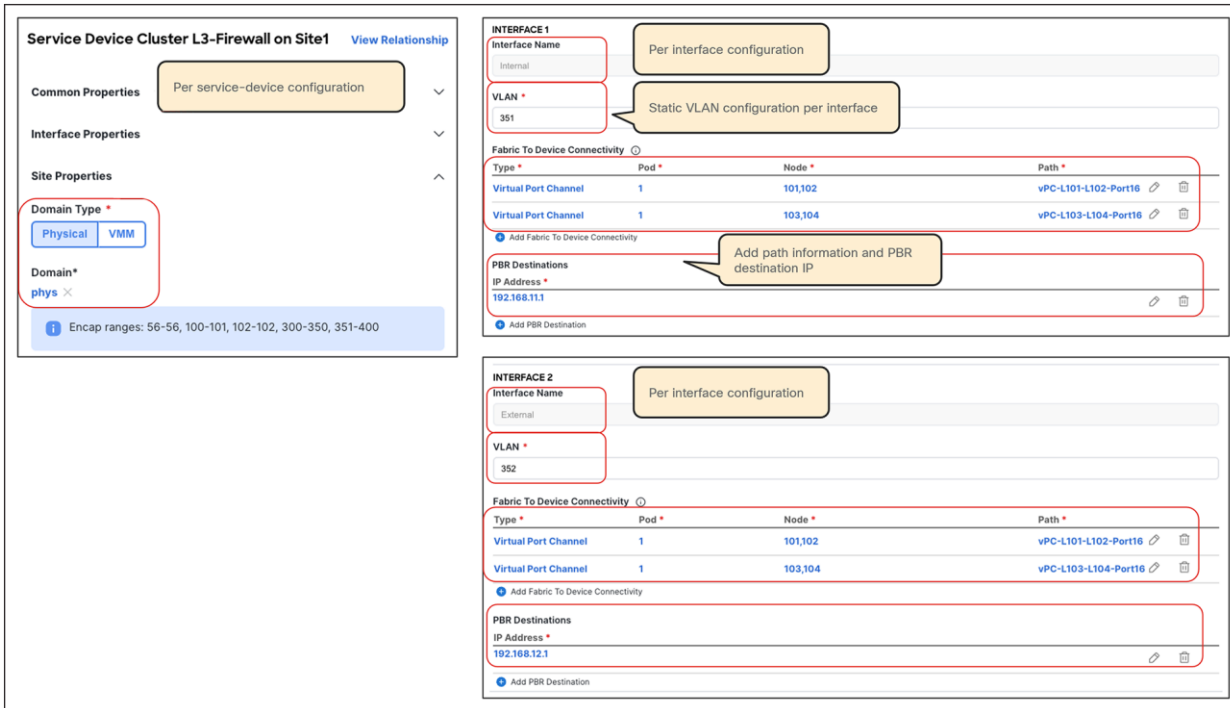 Service Device Cluster L3-Firewall on Site1 View Relationship
Per service-device configuration
Common Properties
Interface Properties
Site Properties
Domain Type *
Physical VMM
Domain*
phys
Encap ranges: 56-56, 100-101, 102-102, 300-350, 351-400
INTERFACE 1
Interface Name
Internal
Per interface configuration
VLAN *
351
Static VLAN configuration per interface
Fabric To Device Connectivity
Type * Pod * Node * Path *
Virtual Port Channel 1 101,102 vPC-L101-L102-Port16
Virtual Port Channel 1 103,104 vPC-L103-L104-Port16
Add Fabric To Device Connectivity
Add path information and PBR
destination IP
PBR Destinations
IP Address *
192.168.11.1
Add PBR Destination
INTERFACE 2
Interface Name
External
Per interface configuration
VLAN *
352
Fabric To Device Connectivity
Type * Pod * Node * Path *
Virtual Port Channel 1 101,102 vPC-L101-L102-Port16
Virtual Port Channel 1 103,104 vPC-L103-L104-Port16
Add Fabric To Device Connectivity
PBR Destinations
IP Address *
192.168.12.1
Add PBR Destination